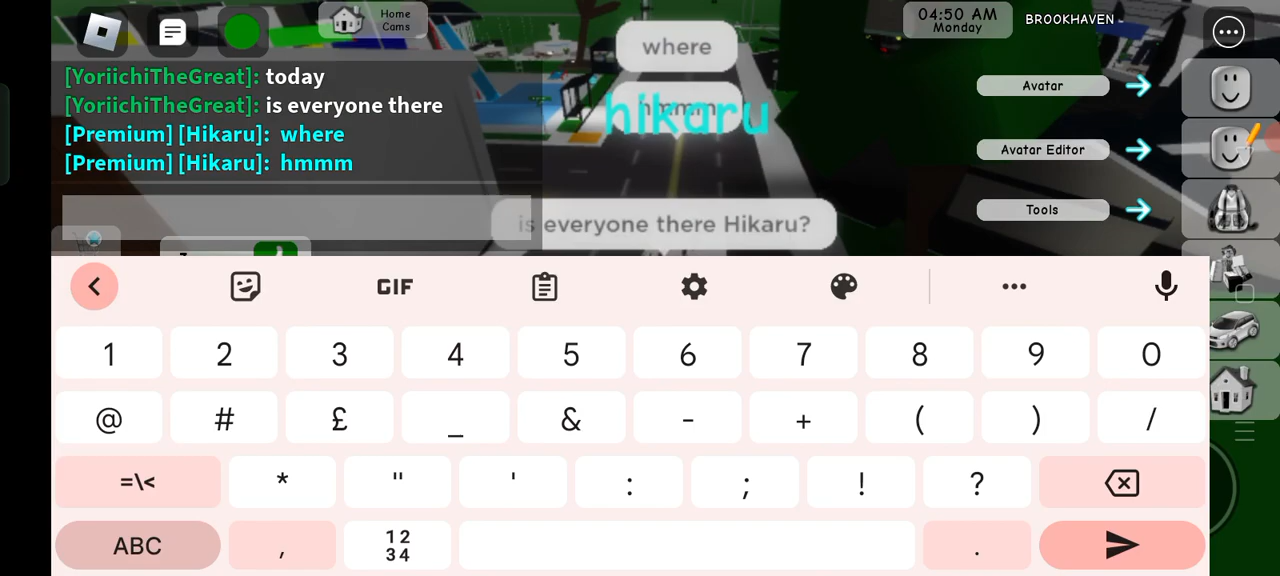 Home
Cams
04:50 AM
Monday
BROOKHAVEN
where
[YoriichiTheGreat]: today
[YoriichiTheGreat]: is everyone there
[Premium] [Hikaru]: where
[Premium] [Hikaru]: hmmm
hmmm
hikaru
is everyone there Hikaru?
Avatar
Avatar Editor
Tools
GIF
1 2 3 4 5 6 7 8 9 0
@ # £ _ & - + ( ) /
=\< * " ' : ; ! ?
ABC , 12 .
34